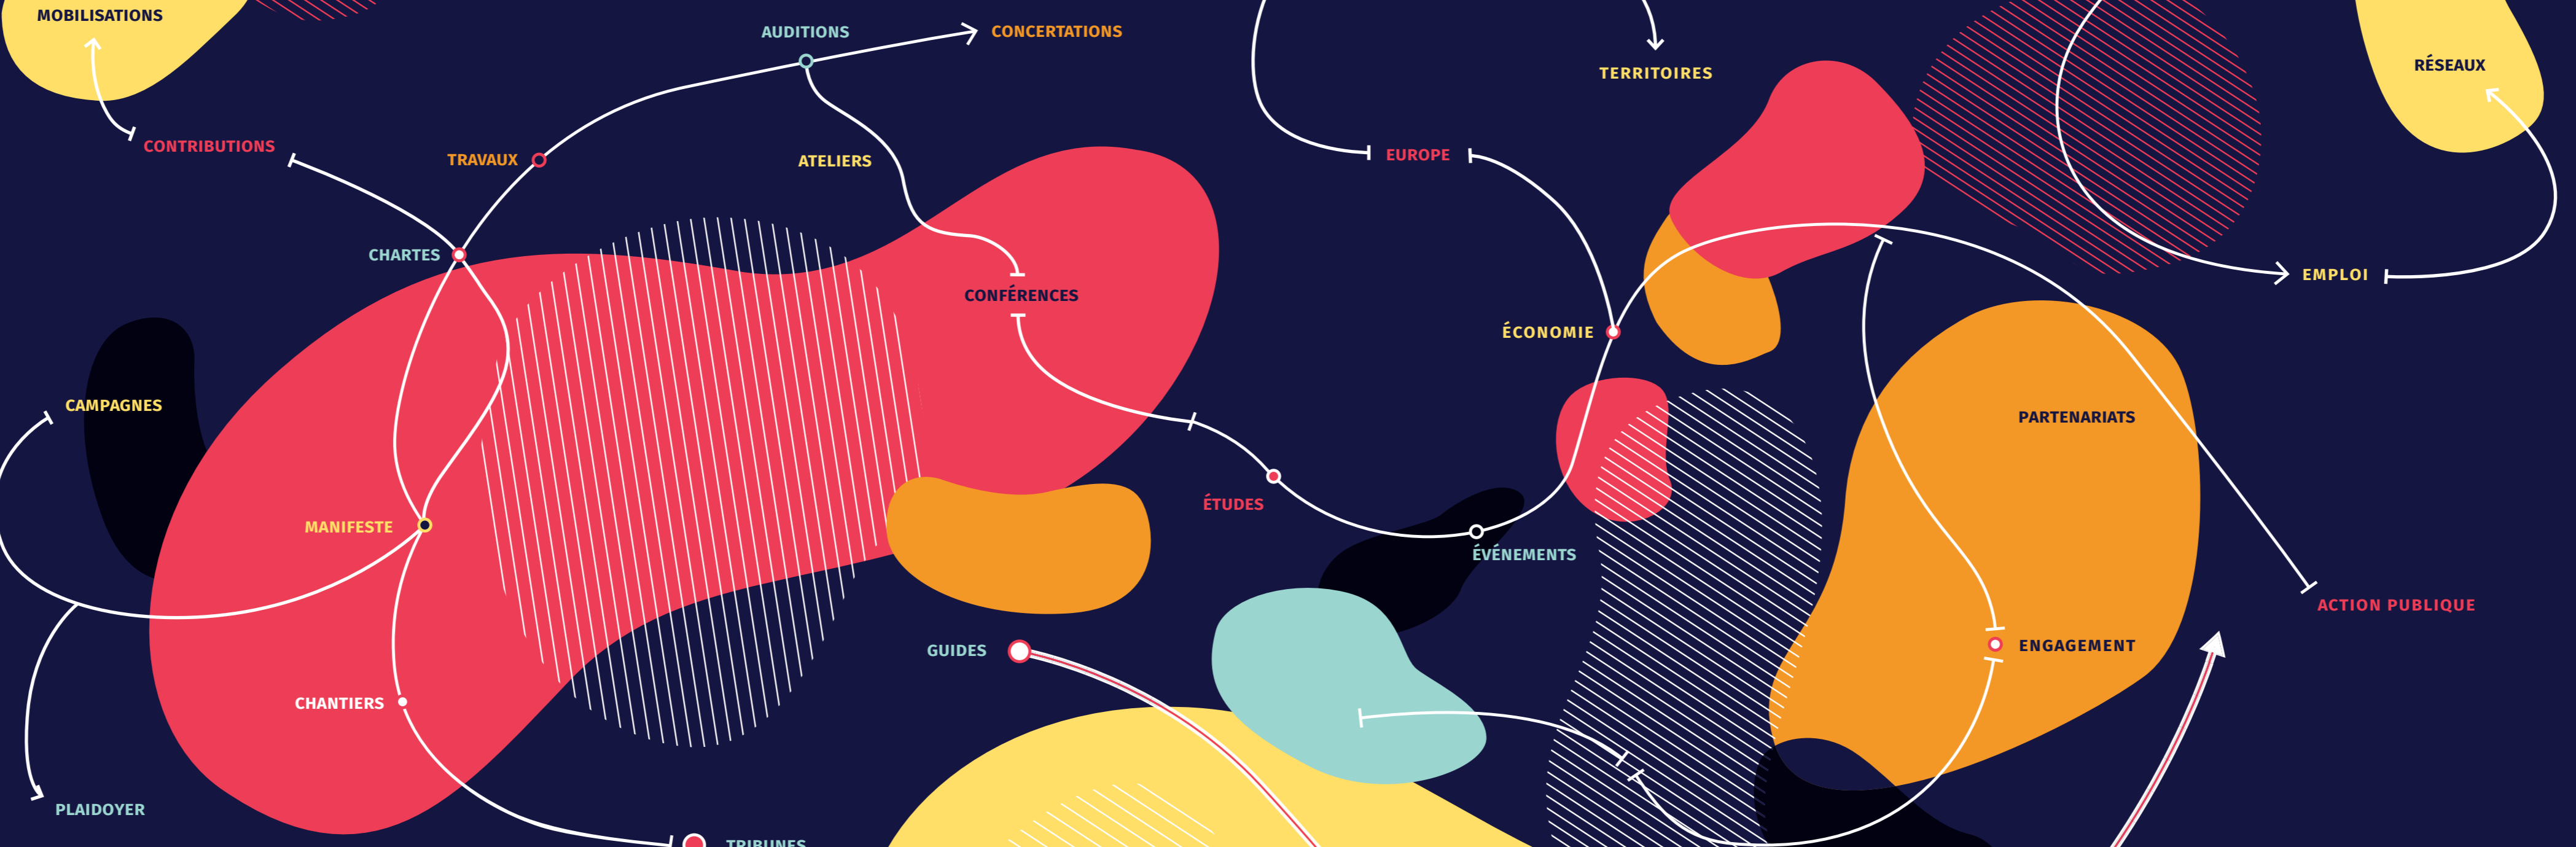 MOBILISATIONS
AUDITIONS
CONCERTATIONS
TERRITOIRES
RÉSEAUX
CONTRIBUTIONS
TRAVAUX
ATELIERS
EUROPE
CHARTES
EMPLOI
CONFÉRENCES
ÉCONOMIE
CAMPAGNES
PARTENARIATS
ÉTUDES
MANIFESTE
ÉVÉNEMENTS
ACTION PUBLIQUE
GUIDES
ENGAGEMENT
CHANTIERS
PLAIDOYER
TRIBUNES